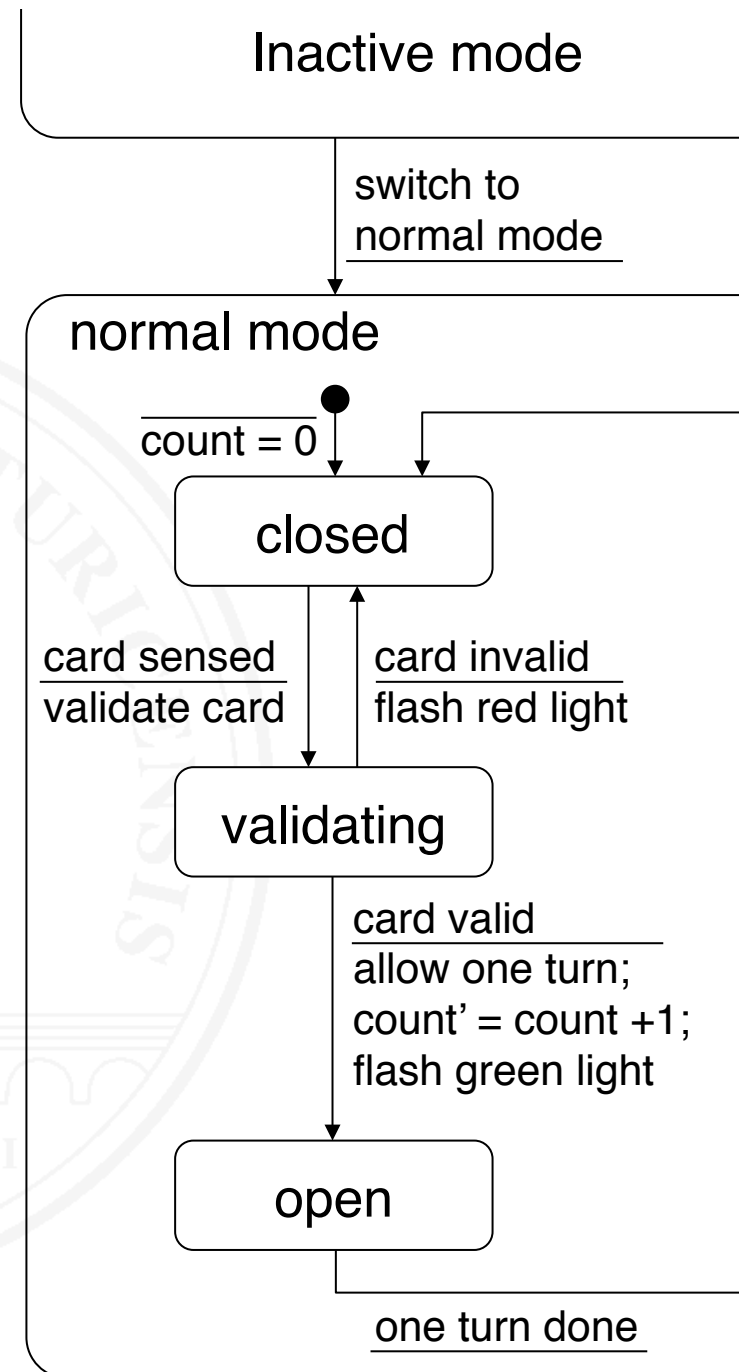 Inactive mode
switch to
normal mode
normal mode
count = 0
closed
card sensed
validate card
card invalid
flash red light
validating
card valid
allow one turn;
count’ = count +1;
flash green light
open
one turn done